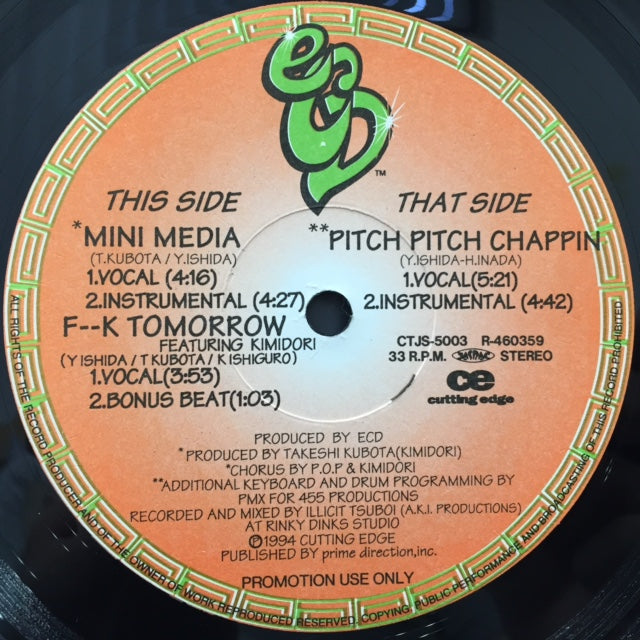 ECD
TM
THIS SIDE
*MINI MEDIA
(T.KUBOTA / Y.ISHIDA)
1.VOCAL (4:16)
2.INSTRUMENTAL (4:27)
F--K TOMORROW
FEATURING KIMIDORI
(Y ISHIDA / T KUBOTA / K ISHIGURO)
1.VOCAL(3:53)
2.BONUS BEAT(1:03)
THAT SIDE
**PITCH PITCH CHAPPIN
(Y.ISHIDA-H.INADA)
1.VOCAL(5:21)
2.INSTRUMENTAL (4:42)
CTJS-5003 R-460359
33 R.P.M. STEREO
ce
cutting edge
PRODUCED BY ECD
*PRODUCED BY TAKESHI KUBOTA(KIMIDORI)
*CHORUS BY P.O.P & KIMIDORI
**ADDITIONAL KEYBOARD AND DRUM PROGRAMMING BY
PMX FOR 455 PRODUCTIONS
RECORDED AND MIXED BY ILLICIT TSUBOI (A.K.I. PRODUCTIONS)
AT RINKY DINKS STUDIO
℗1994 CUTTING EDGE
PUBLISHED BY prime direction,inc.
PROMOTION USE ONLY
ALL RIGHTS OF THE RECORD PRODUCER AND OF THE OWNER OF WORK REPRODUCED RESERVED. COPYING, PUBLIC PERFORMANCE AND BROADCASTING OF THIS RECORD PROHIBITED.